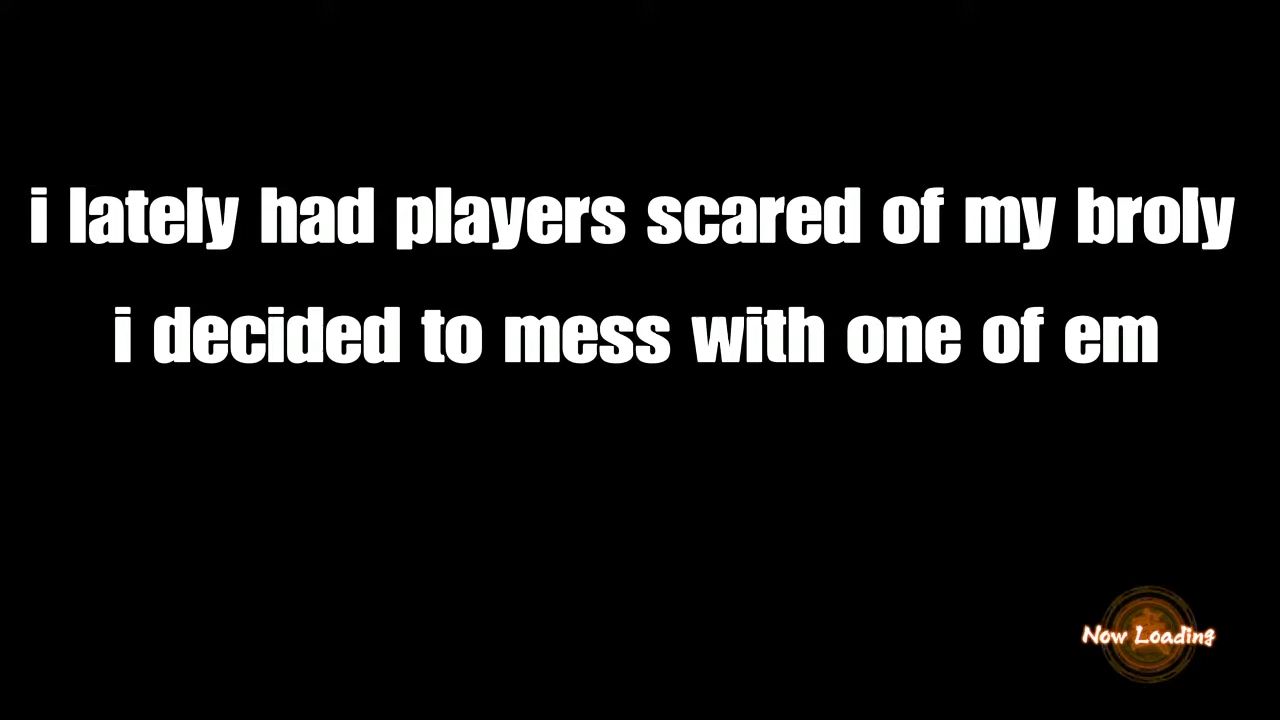 i lately had players scared of my broly
i decided to mess with one of em
Now Loading